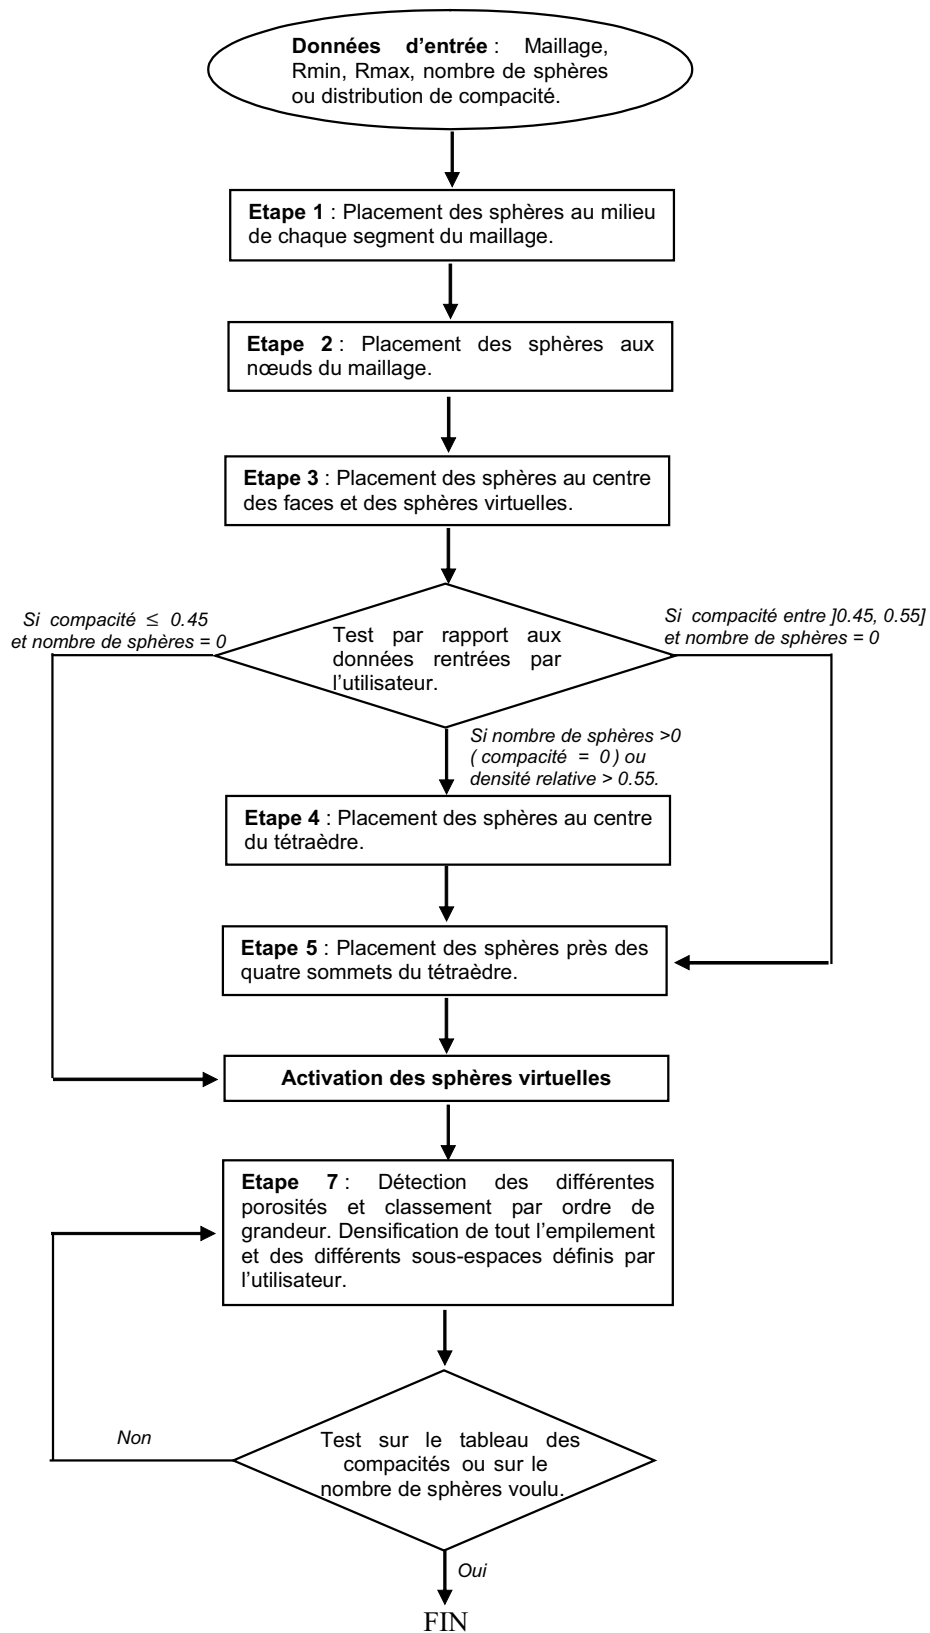 Données d'entrée : Maillage,
Rmin, Rmax, nombre de sphères
ou distribution de compacité.
Etape 1 : Placement des sphères au milieu
de chaque segment du maillage.
Etape 2 : Placement des sphères aux
nœuds du maillage.
Etape 3 : Placement des sphères au centre
des faces et des sphères virtuelles.
Si compacité ≤ 0.45
et nombre de sphères = 0
Test par rapport aux
données rentrées par
l'utilisateur.
Si compacité entre ]0.45, 0.55]
et nombre de sphères = 0
Si nombre de sphères >0
( compacité = 0 ) ou
densité relative > 0.55.
Etape 4 : Placement des sphères au centre
du tétraèdre.
Etape 5 : Placement des sphères près des
quatre sommets du tétraèdre.
Activation des sphères virtuelles
Etape 7 : Détection des différentes
porosités et classement par ordre de
grandeur. Densification de tout l'empilement
et des différents sous-espaces définis par
l'utilisateur.
Non
Test sur le tableau des
compacités ou sur le
nombre de sphères voulu.
Oui
FIN